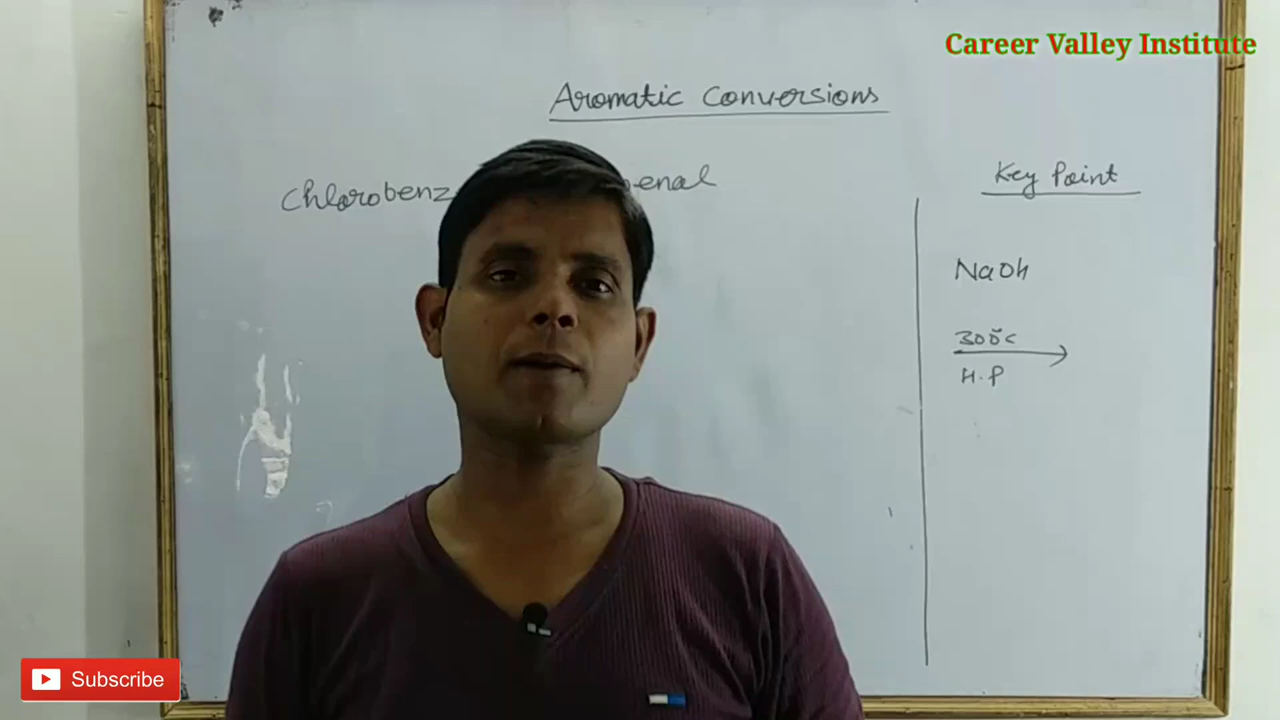 Career Valley Institute
Aromatic Conversions
Chlorobenz enal
Key Point
NaOh
300°c
H.P
Subscribe